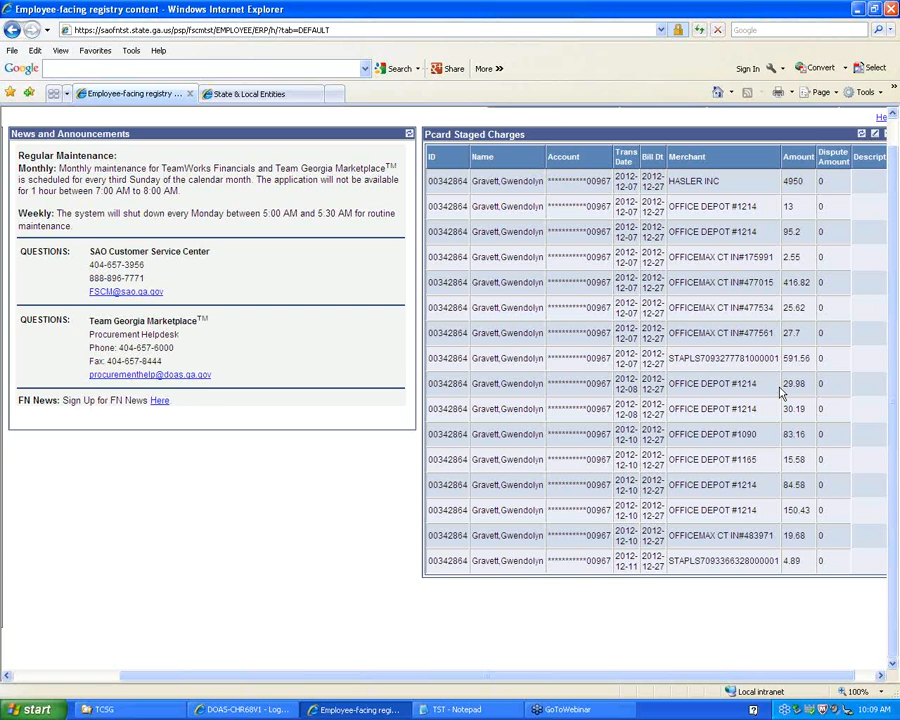 Employee-facing registry content - Windows Internet Explorer
https://saofntst.state.ga.us/psp/fscmtst/EMPLOYEE/ERP/h/?tab=DEFAULT
Google
File Edit View Favorites Tools Help
Google Search Share More » Sign In Convert Select
Employee-facing registry ... State & Local Entities Page Tools
He
News and Announcements
Regular Maintenance:
Monthly: Monthly maintenance for TeamWorks Financials and Team Georgia Marketplace™
is scheduled for every third Sunday of the calendar month. The application will not be available
for 1 hour between 7:00 AM to 8:00 AM.
Weekly: The system will shut down every Monday between 5:00 AM and 5:30 AM for routine
maintenance.
QUESTIONS: SAO Customer Service Center
404-657-3956
888-896-7771
FSCM@sao.ga.gov
QUESTIONS: Team Georgia Marketplace™
Procurement Helpdesk
Phone: 404-657-6000
Fax: 404-657-8444
procurementhelp@doas.ga.gov
FN News: Sign Up for FN News Here.
Pcard Staged Charges
ID Name Account Trans Date Bill Dt Merchant Amount Dispute Amount Descript
00342864 Gravett,Gwendolyn ***********00967 2012-12-07 2012-12-27 HASLER INC 4950 0
00342864 Gravett,Gwendolyn ***********00967 2012-12-07 2012-12-27 OFFICE DEPOT #1214 13 0
00342864 Gravett,Gwendolyn ***********00967 2012-12-07 2012-12-27 OFFICE DEPOT #1214 95.2 0
00342864 Gravett,Gwendolyn ***********00967 2012-12-07 2012-12-27 OFFICEMAX CT IN#175991 2.55 0
00342864 Gravett,Gwendolyn ***********00967 2012-12-07 2012-12-27 OFFICEMAX CT IN#477015 416.82 0
00342864 Gravett,Gwendolyn ***********00967 2012-12-07 2012-12-27 OFFICEMAX CT IN#477534 25.62 0
00342864 Gravett,Gwendolyn ***********00967 2012-12-07 2012-12-27 OFFICEMAX CT IN#477561 27.7 0
00342864 Gravett,Gwendolyn ***********00967 2012-12-07 2012-12-27 STAPLS7093277781000001 591.56 0
00342864 Gravett,Gwendolyn ***********00967 2012-12-08 2012-12-27 OFFICE DEPOT #1214 29.98 0
00342864 Gravett,Gwendolyn ***********00967 2012-12-08 2012-12-27 OFFICE DEPOT #1214 30.19 0
00342864 Gravett,Gwendolyn ***********00967 2012-12-10 2012-12-27 OFFICE DEPOT #1090 83.16 0
00342864 Gravett,Gwendolyn ***********00967 2012-12-10 2012-12-27 OFFICE DEPOT #1165 15.58 0
00342864 Gravett,Gwendolyn ***********00967 2012-12-10 2012-12-27 OFFICE DEPOT #1214 84.58 0
00342864 Gravett,Gwendolyn ***********00967 2012-12-10 2012-12-27 OFFICE DEPOT #1214 150.43 0
00342864 Gravett,Gwendolyn ***********00967 2012-12-10 2012-12-27 OFFICEMAX CT IN#483971 19.68 0
00342864 Gravett,Gwendolyn ***********00967 2012-12-11 2012-12-27 STAPLS7093366328000001 4.89 0
Local intranet 100%
start TCSG DOAS-CHR68V1 - Log... Employee-facing regi... TST - Notepad GoToWebinar 10:09 AM